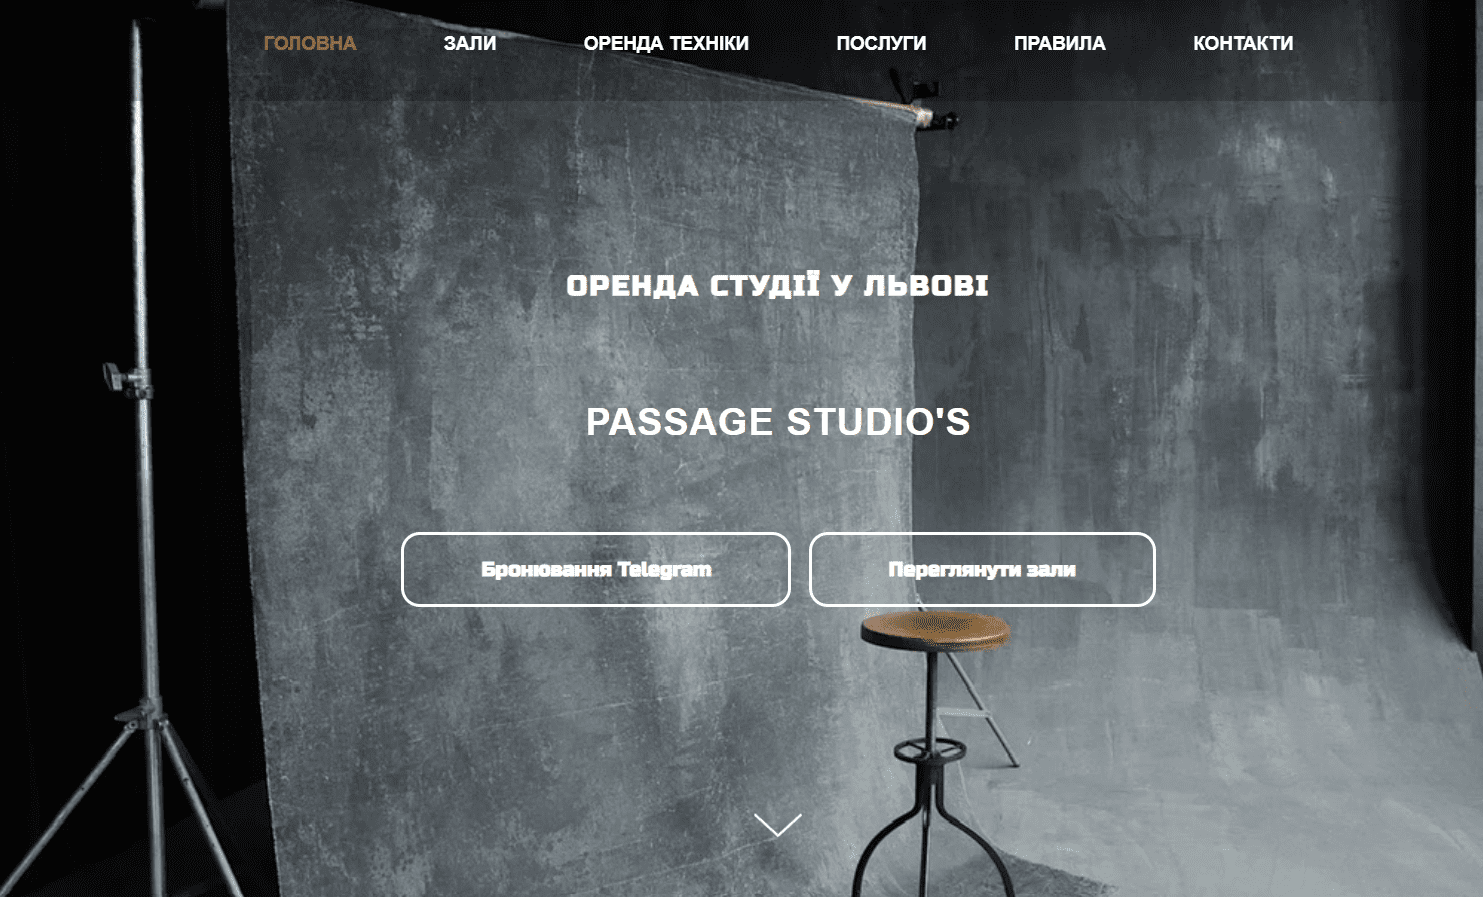 ГОЛОВНА ЗАЛИ ОРЕНДА ТЕХНІКИ ПОСЛУГИ ПРАВИЛА КОНТАКТИ
ОРЕНДА СТУДІЇ У ЛЬВОВІ
PASSAGE STUDIO'S
Бронювання Telegram Переглянути зали